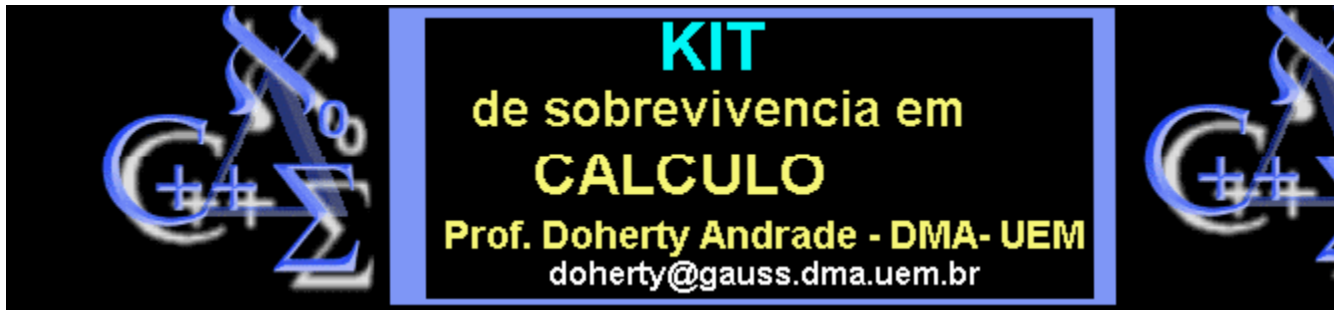 C++
Σ
KIT
de sobrevivencia em
CALCULO
Prof. Doherty Andrade - DMA- UEM
doherty@gauss.dma.uem.br
C++